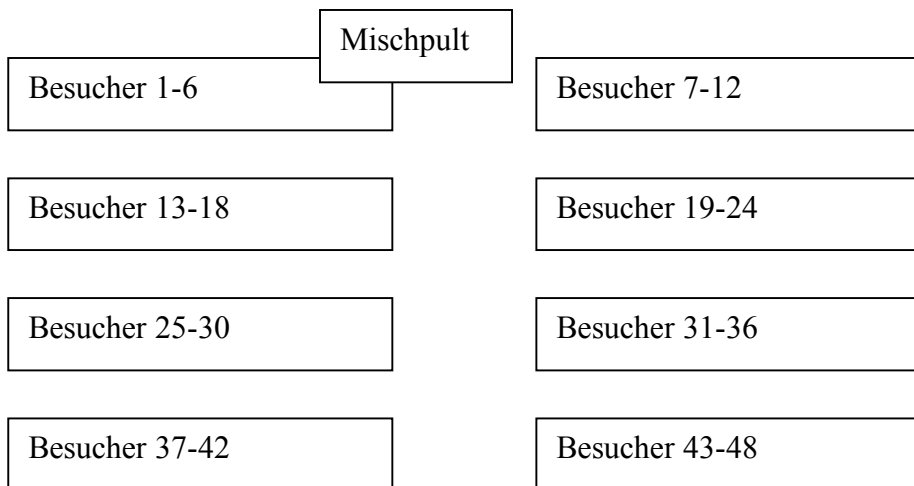 Mischpult
Besucher 1-6
Besucher 7-12
Besucher 13-18
Besucher 19-24
Besucher 25-30
Besucher 31-36
Besucher 37-42
Besucher 43-48